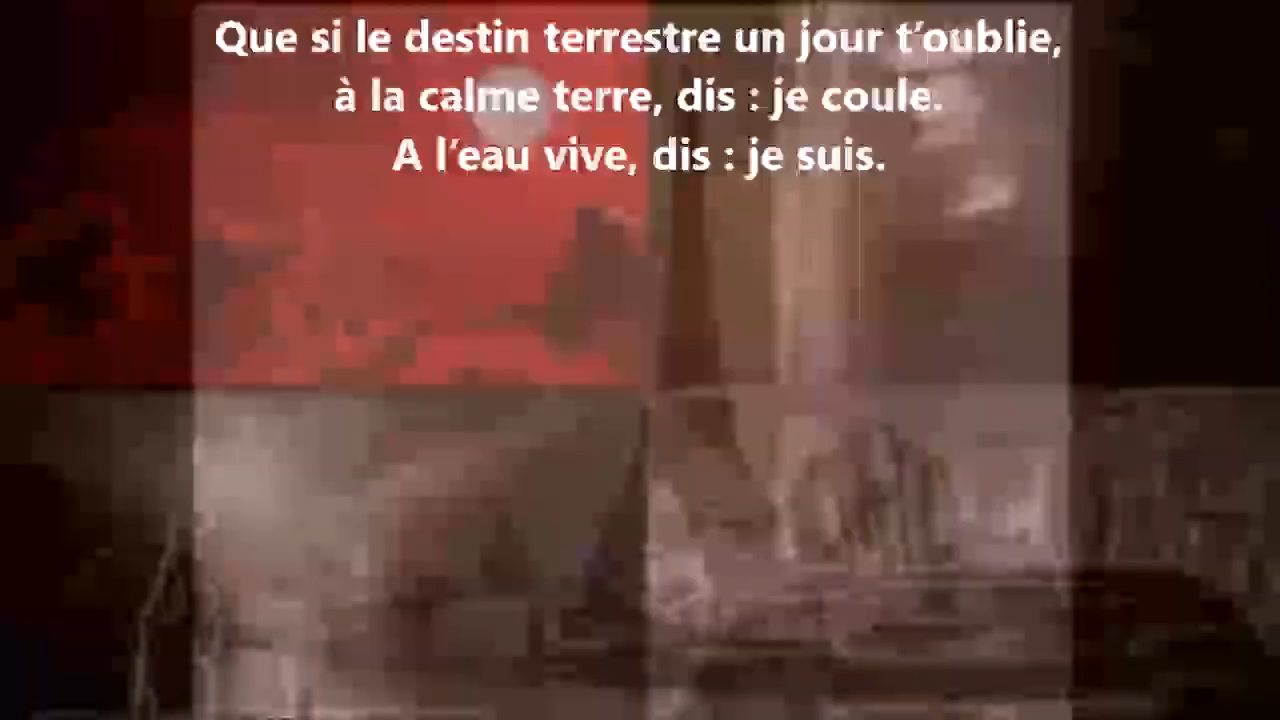 Que si le destin terrestre un jour t’oublie,
à la calme terre, dis : je coule.
A l’eau vive, dis : je suis.